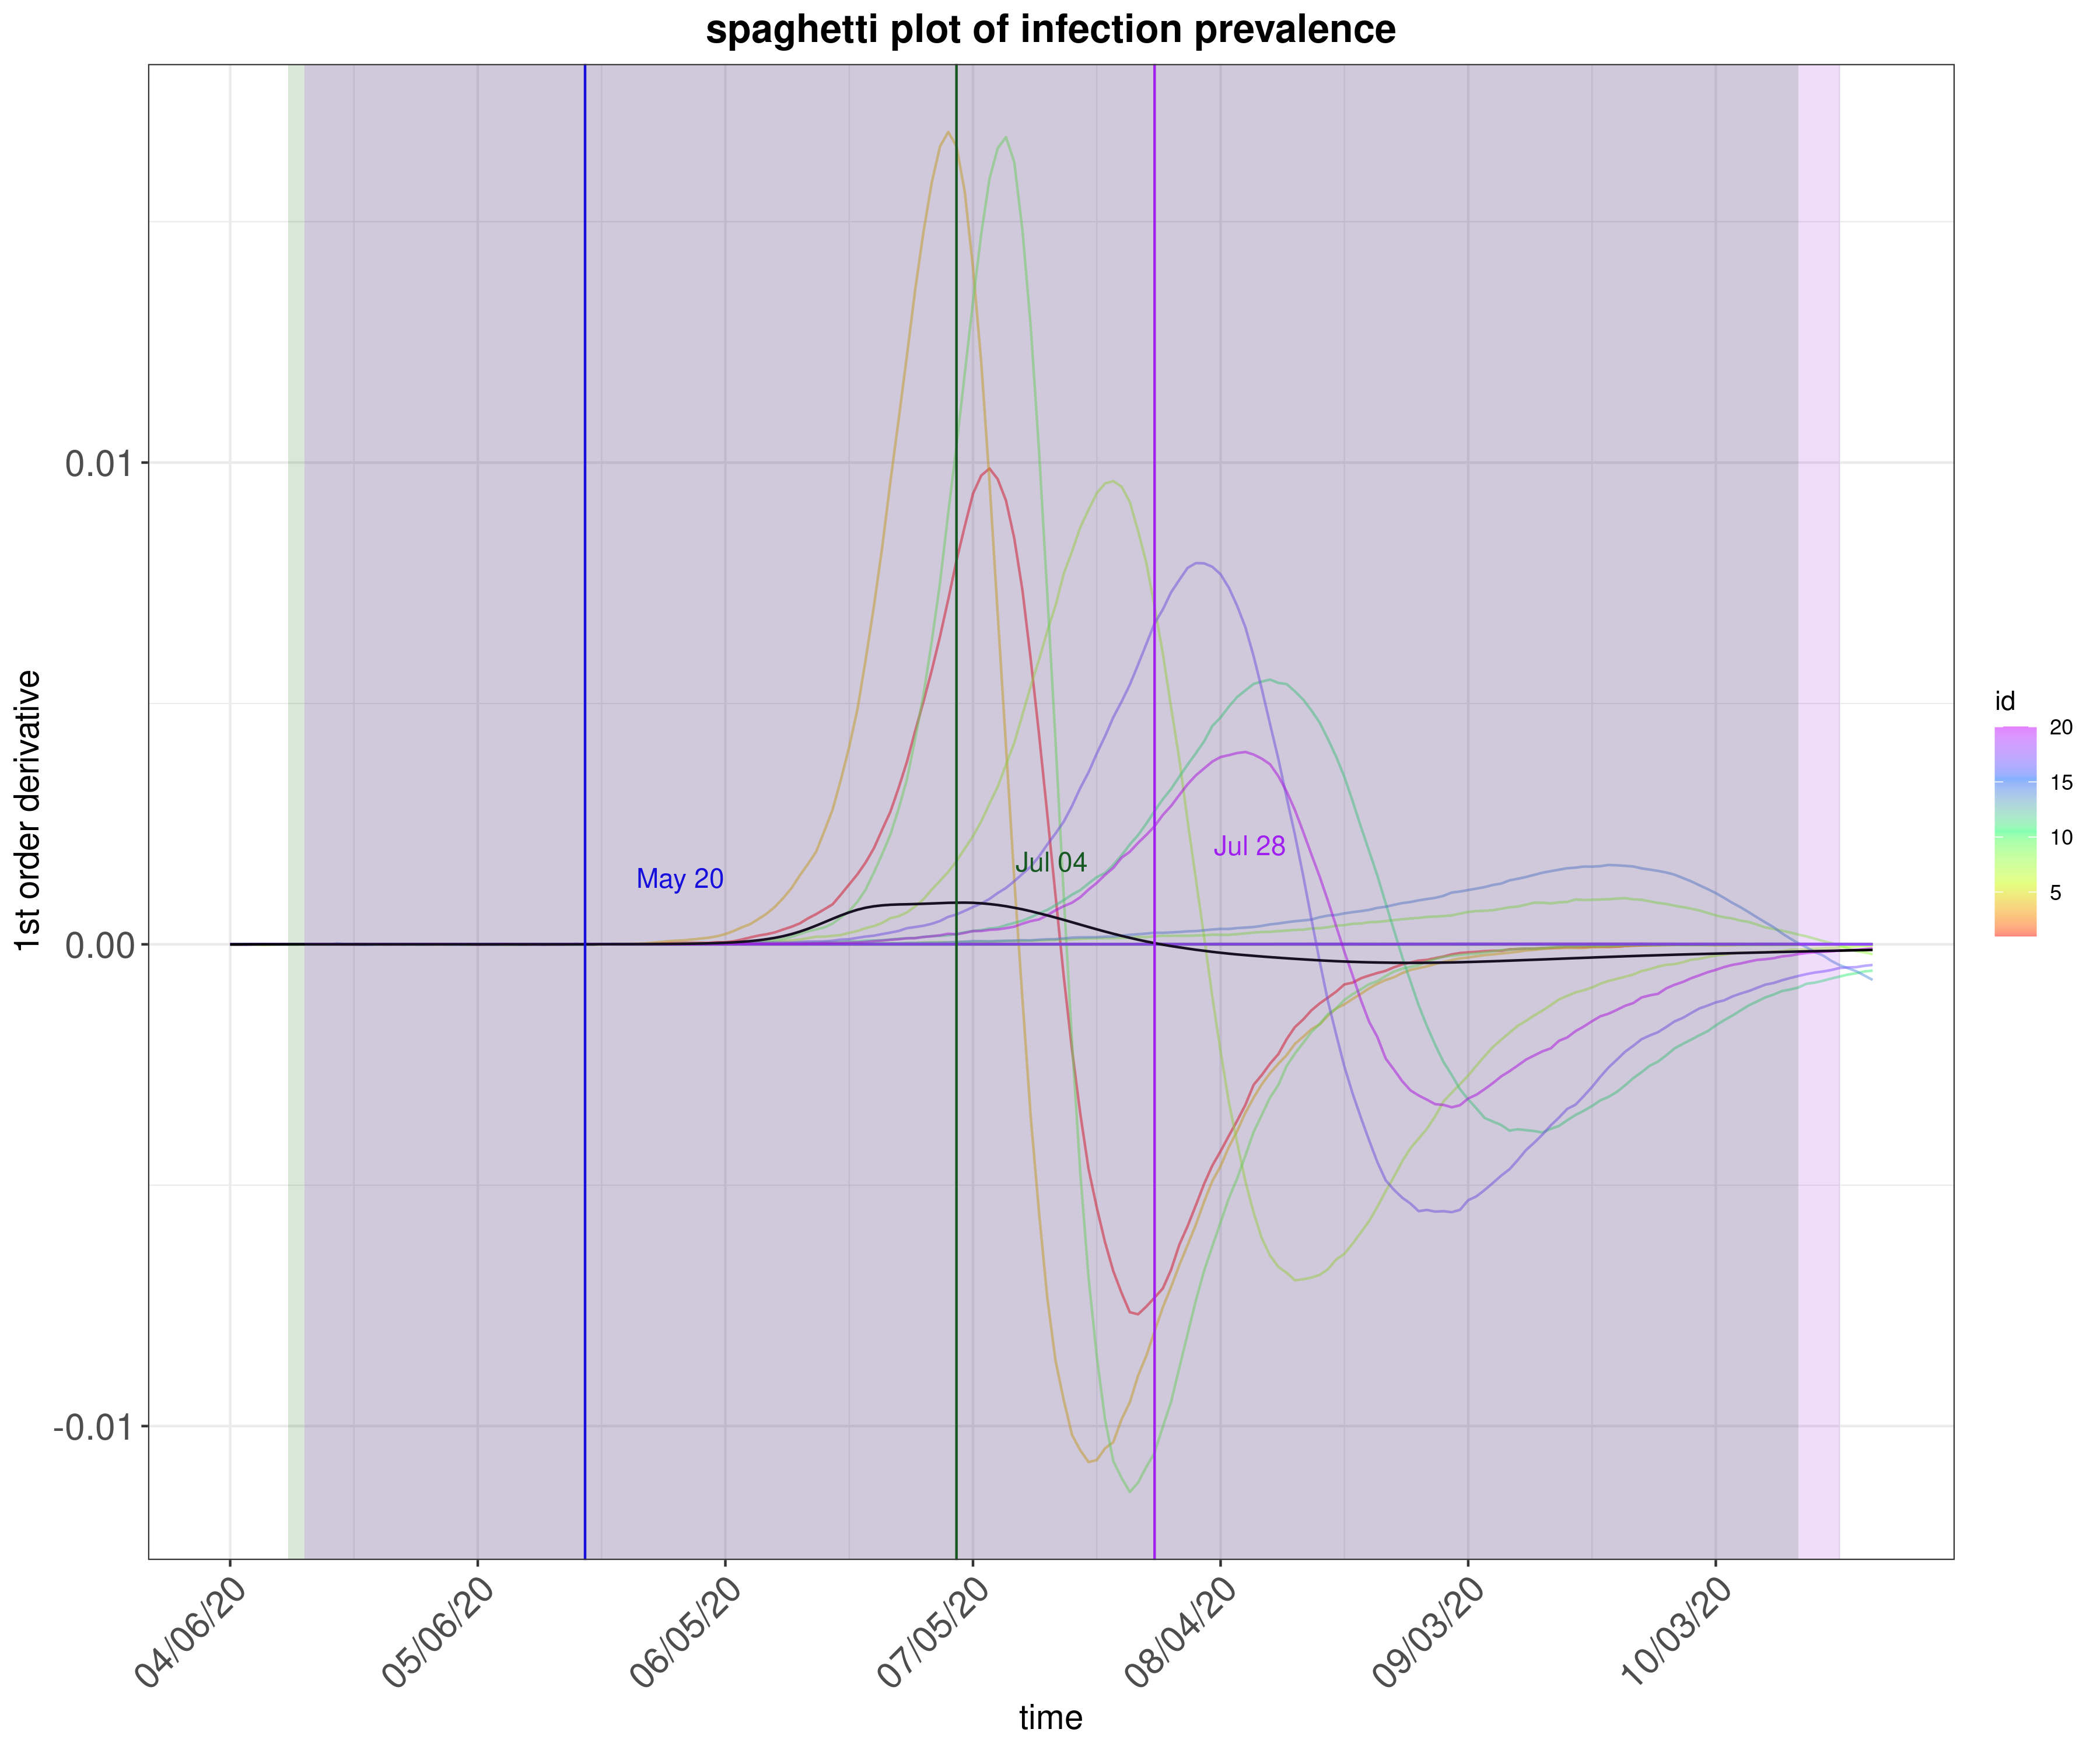 spaghetti plot of infection prevalence
1st order derivative
0.01
0.00
-0.01
May 20
Jul 04
Jul 28
04/06/20
05/06/20
06/05/20
07/05/20
08/04/20
09/03/20
10/03/20
time
id
20
15
10
5